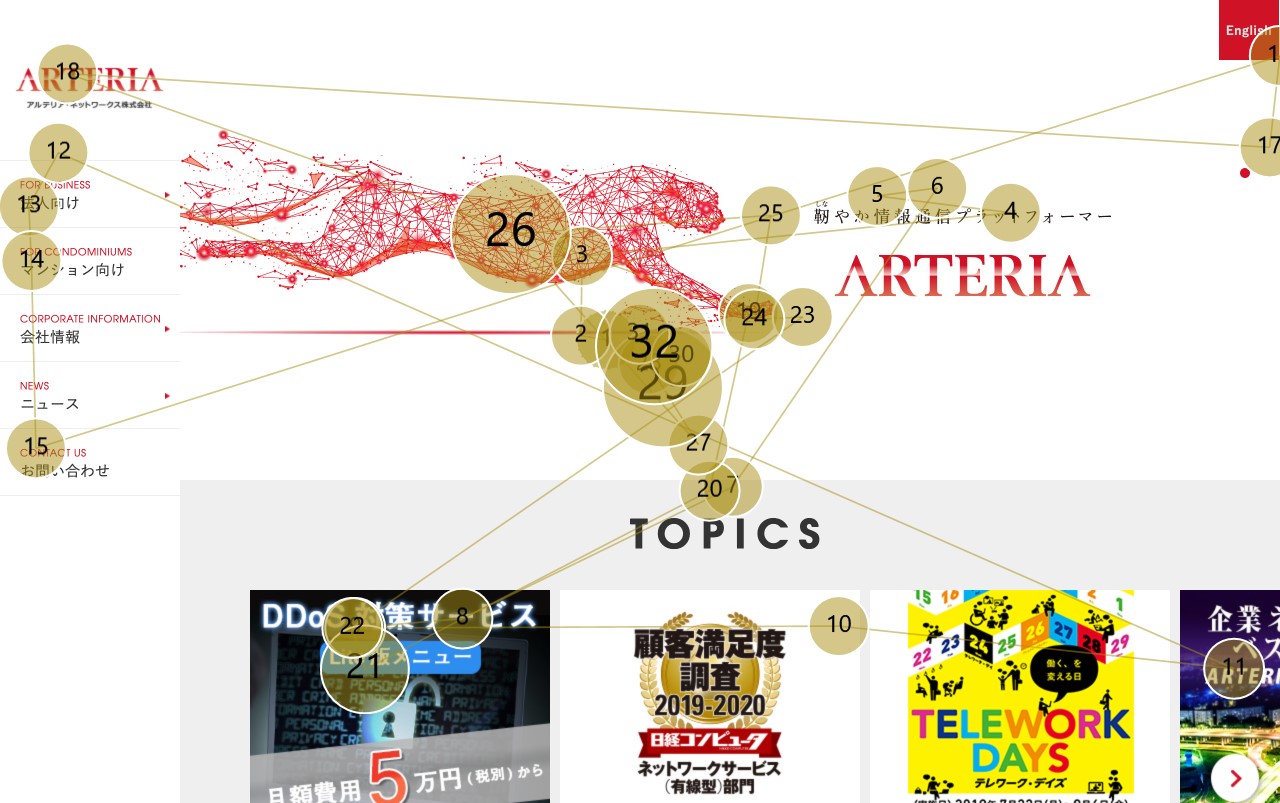 English
ARTERIA
アルテリア・ネットワークス株式会社
FOR BUSINESS
法人向け
FOR CONDOMINIUMS
マンション向け
CORPORATE INFORMATION
会社情報
NEWS
ニュース
CONTACT US
お問い合わせ
しな
靭やか情報通信プラットフォーマー
ARTERIA
TOPICS
DDoS対策サービス
メニュー
月額費用5万円(税別)から
顧客満足度
調査
2019-2020
日経コンピュータ
ネットワークサービス
(有線型)部門
15 16 2 1
22 23 24 25 26 27 28 29
働く、を
変える日
TELEWORK
DAYS
テレワーク・デイズ
企業ネ
ベス
ARTERI
18
12
13
14
15
26
3
2
25
5
6
4
17
24
23
32
30
29
27
20
7
22
21
8
10
11